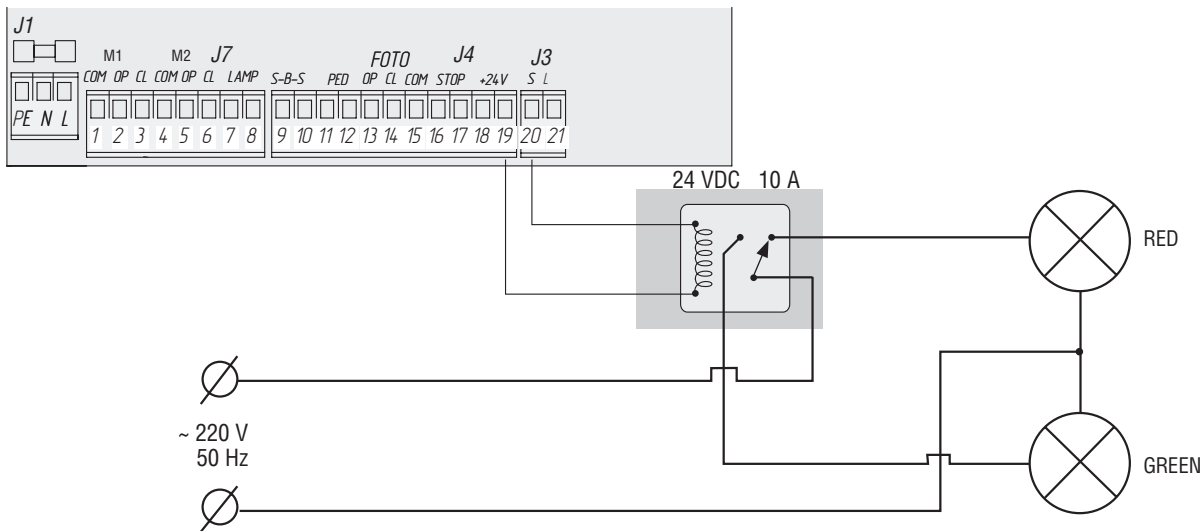 J1
M1 M2 J7 FOTO J4 J3
COM OP CL COM OP CL LAMP S-B-S PED OP CL COM STOP +24V S L
PE N L
1 2 3 4 5 6 7 8 9 10 11 12 13 14 15 16 17 18 19 20 21
24 VDC 10 A
RED
~ 220 V
50 Hz
GREEN